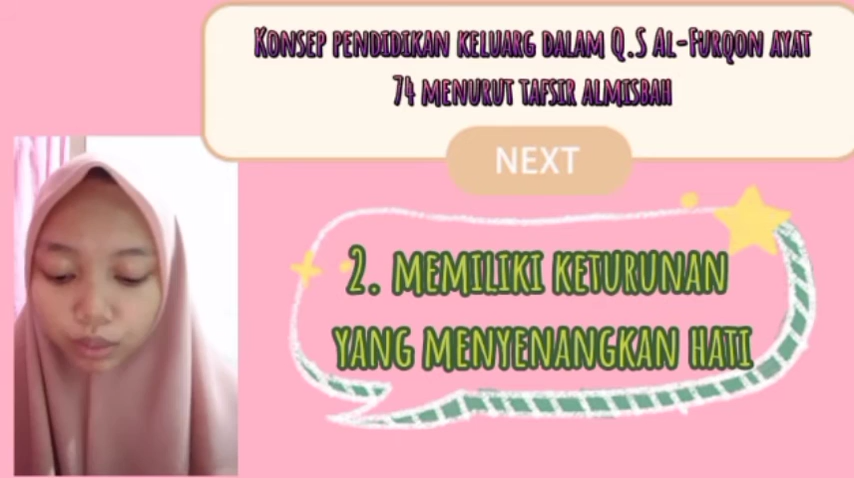 Konsep pendidikan keluarg dalam Q.S Al-Furqon ayat
74 menurut tafsir almisbah
NEXT
2. MEMILIKI KETURUNAN
YANG MENYENANGKAN HATI